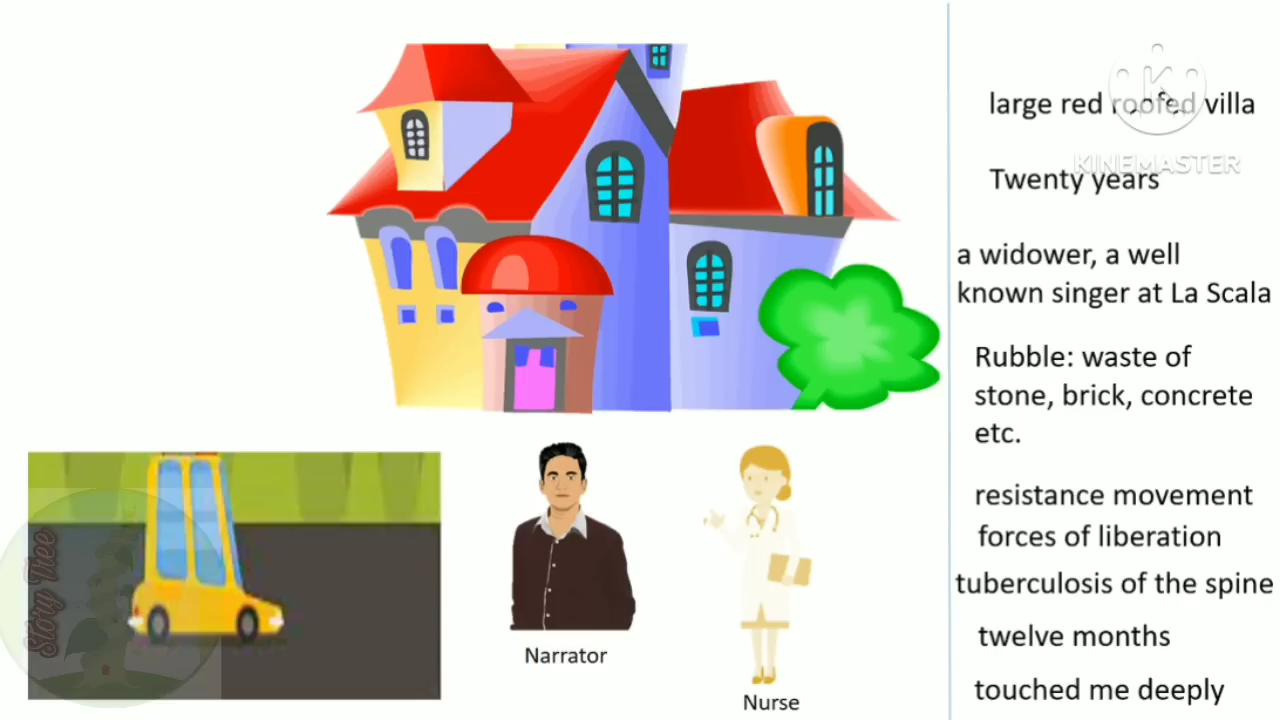 large red roofed villa
KINEMASTER
Twenty years
a widower, a well
known singer at La Scala
Rubble: waste of
stone, brick, concrete
etc.
resistance movement
forces of liberation
tuberculosis of the spine
twelve months
touched me deeply
Story Tree
Narrator
Nurse